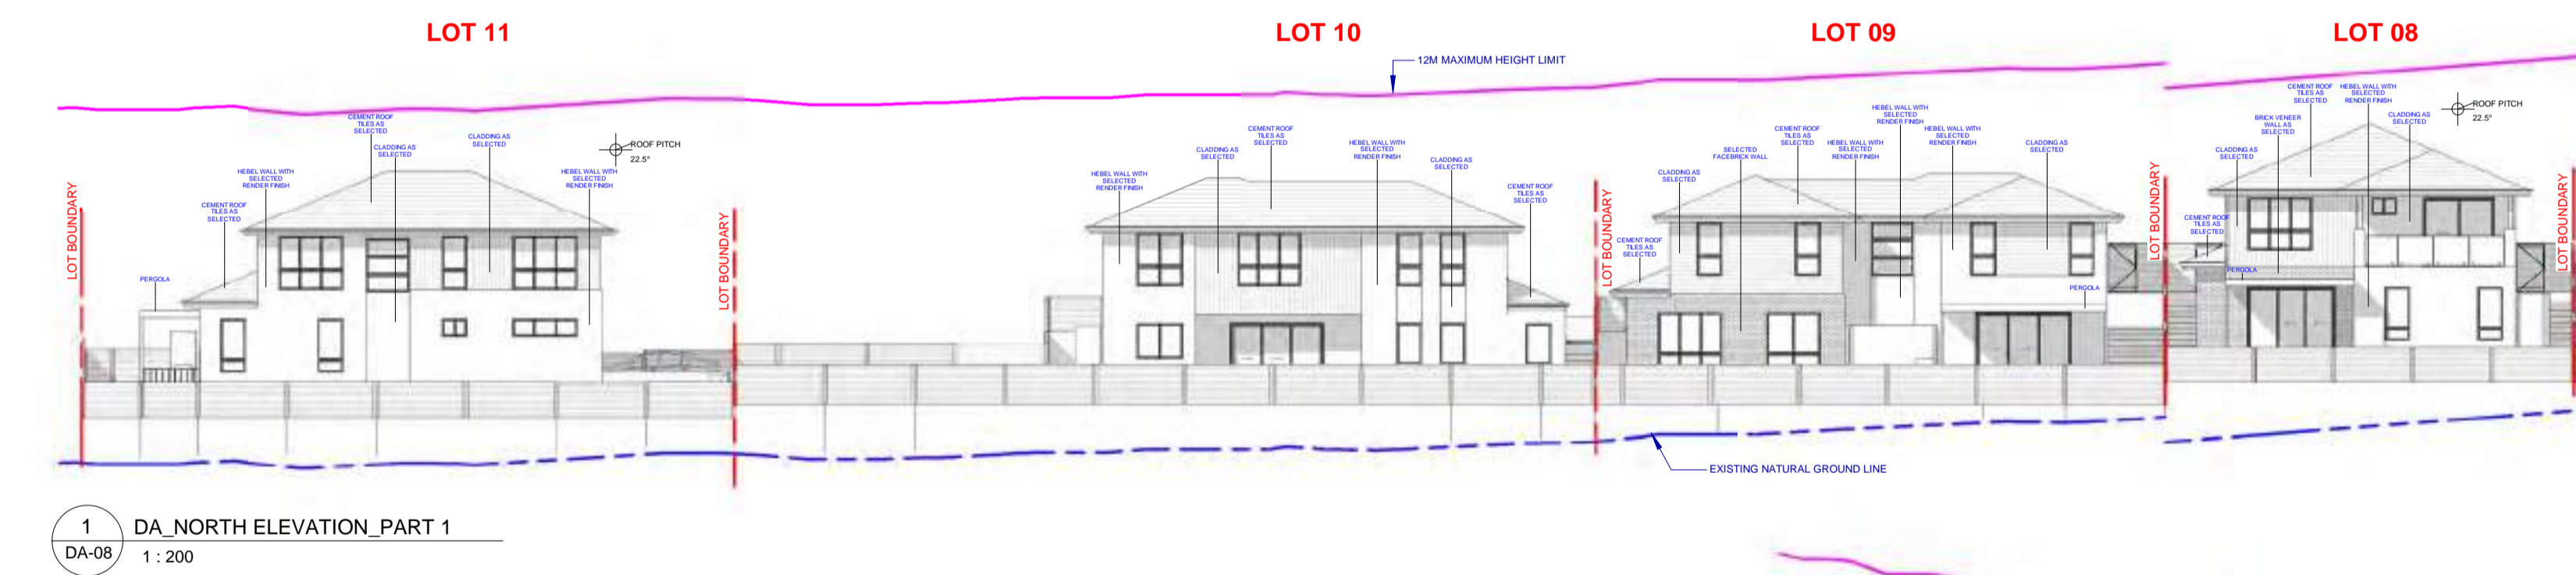 LOT 11
LOT 10
LOT 09
LOT 08
12M MAXIMUM HEIGHT LIMIT
LOT BOUNDARY
PERGOLA
CEMENT ROOF
TILES AS
SELECTED
HEBEL WALL WITH
SELECTED
RENDER FINISH
CEMENT ROOF
TILES AS
SELECTED
CLADDING AS
SELECTED
CLADDING AS
SELECTED
HEBEL WALL WITH
SELECTED
RENDER FINISH
ROOF PITCH
22.5°
LOT BOUNDARY
HEBEL WALL WITH
SELECTED
RENDER FINISH
CLADDING AS
SELECTED
CEMENT ROOF
TILES AS
SELECTED
HEBEL WALL WITH
SELECTED
RENDER FINISH
CLADDING AS
SELECTED
CEMENT ROOF
TILES AS
SELECTED
LOT BOUNDARY
CEMENT ROOF
TILES AS
SELECTED
CLADDING AS
SELECTED
SELECTED
FACEBRICK WALL
CEMENT ROOF
TILES AS
SELECTED
HEBEL WALL WITH
SELECTED
RENDER FINISH
HEBEL WALL WITH
SELECTED
RENDER FINISH
HEBEL WALL WITH
SELECTED
RENDER FINISH
CLADDING AS
SELECTED
PERGOLA
LOT BOUNDARY
CEMENT ROOF
TILES AS
SELECTED
CLADDING AS
SELECTED
PERGOLA
BRICK VENEER
WALL AS
SELECTED
CEMENT ROOF
TILES AS
SELECTED
HEBEL WALL WITH
SELECTED
RENDER FINISH
CLADDING AS
SELECTED
ROOF PITCH
22.5°
LOT BOUNDARY
EXISTING NATURAL GROUND LINE
1
DA-08
DA_NORTH ELEVATION_PART 1
1 : 200